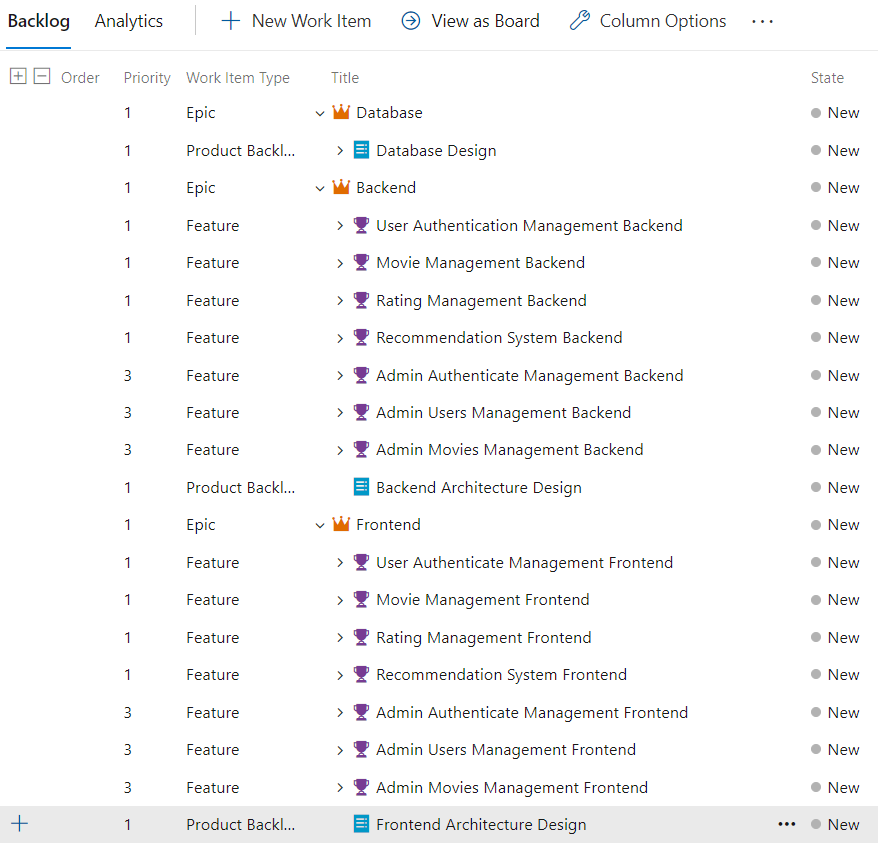 Backlog Analytics New Work Item View as Board Column Options
Order Priority Work Item Type Title State
1 Epic Database New
1 Product Backl... Database Design New
1 Epic Backend New
1 Feature User Authentication Management Backend New
1 Feature Movie Management Backend New
1 Feature Rating Management Backend New
1 Feature Recommendation System Backend New
3 Feature Admin Authenticate Management Backend New
3 Feature Admin Users Management Backend New
3 Feature Admin Movies Management Backend New
1 Product Backl... Backend Architecture Design New
1 Epic Frontend New
1 Feature User Authenticate Management Frontend New
1 Feature Movie Management Frontend New
1 Feature Rating Management Frontend New
1 Feature Recommendation System Frontend New
3 Feature Admin Authenticate Management Frontend New
3 Feature Admin Users Management Frontend New
3 Feature Admin Movies Management Frontend New
1 Product Backl... Frontend Architecture Design New